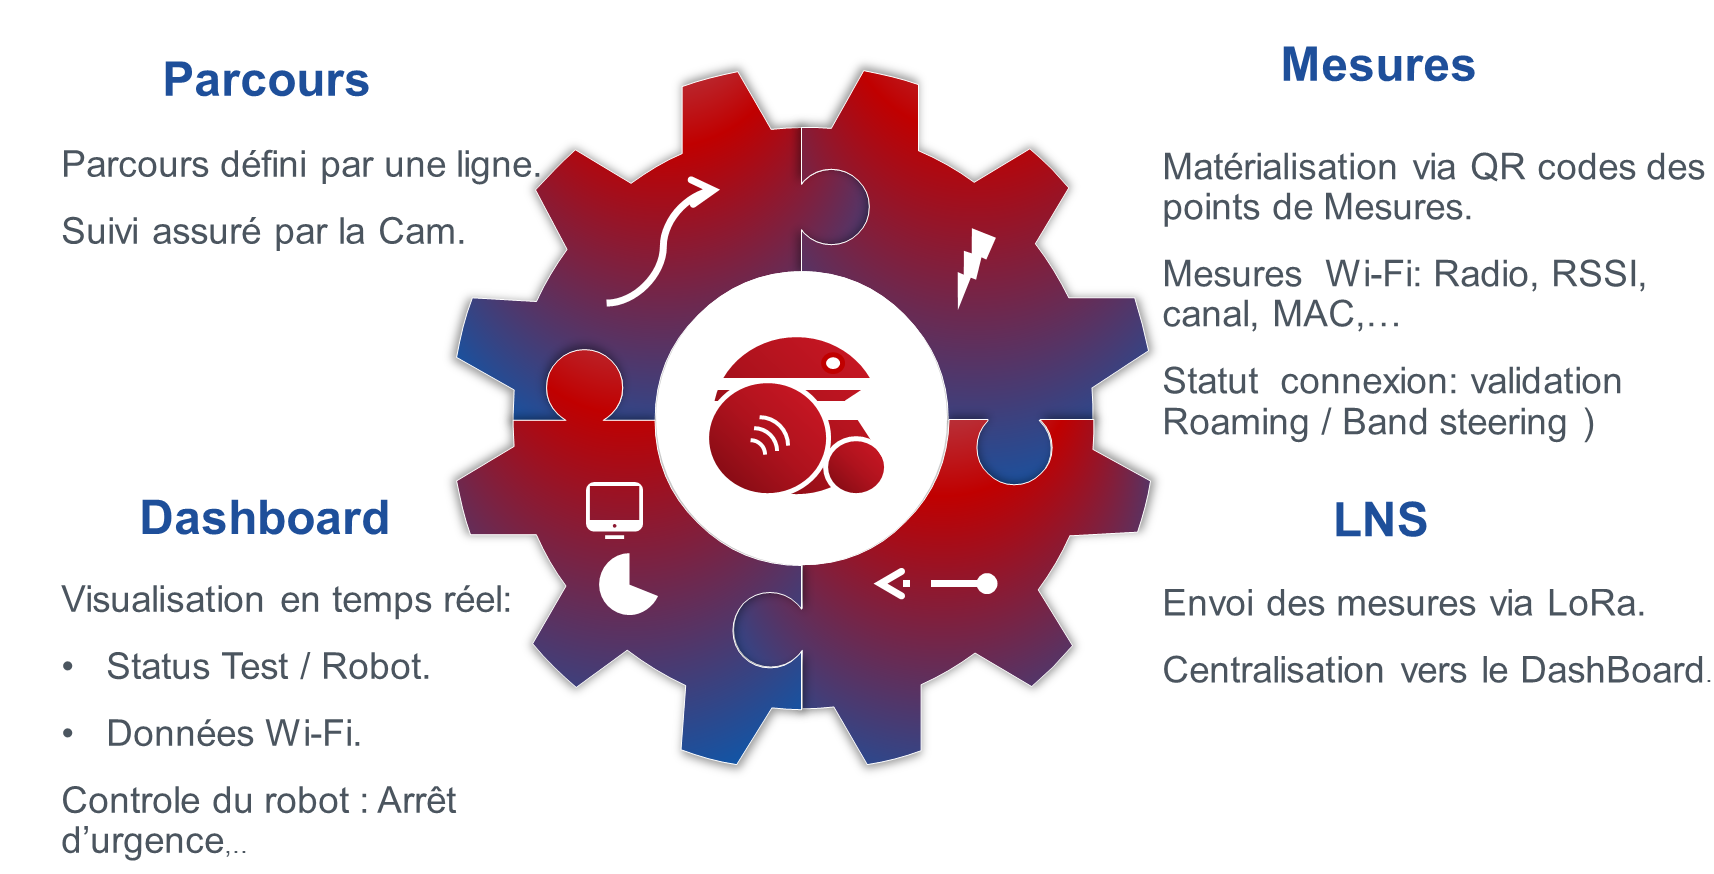 Parcours
Parcours défini par une ligne.
Suivi assuré par la Cam.
Mesures
Matérialisation via QR codes des
points de Mesures.
Mesures Wi-Fi: Radio, RSSI,
canal, MAC,…
Statut connexion: validation
Roaming / Band steering )
Dashboard
Visualisation en temps réel:
• Status Test / Robot.
• Données Wi-Fi.
Controle du robot : Arrêt
d’urgence,..
LNS
Envoi des mesures via LoRa.
Centralisation vers le DashBoard.